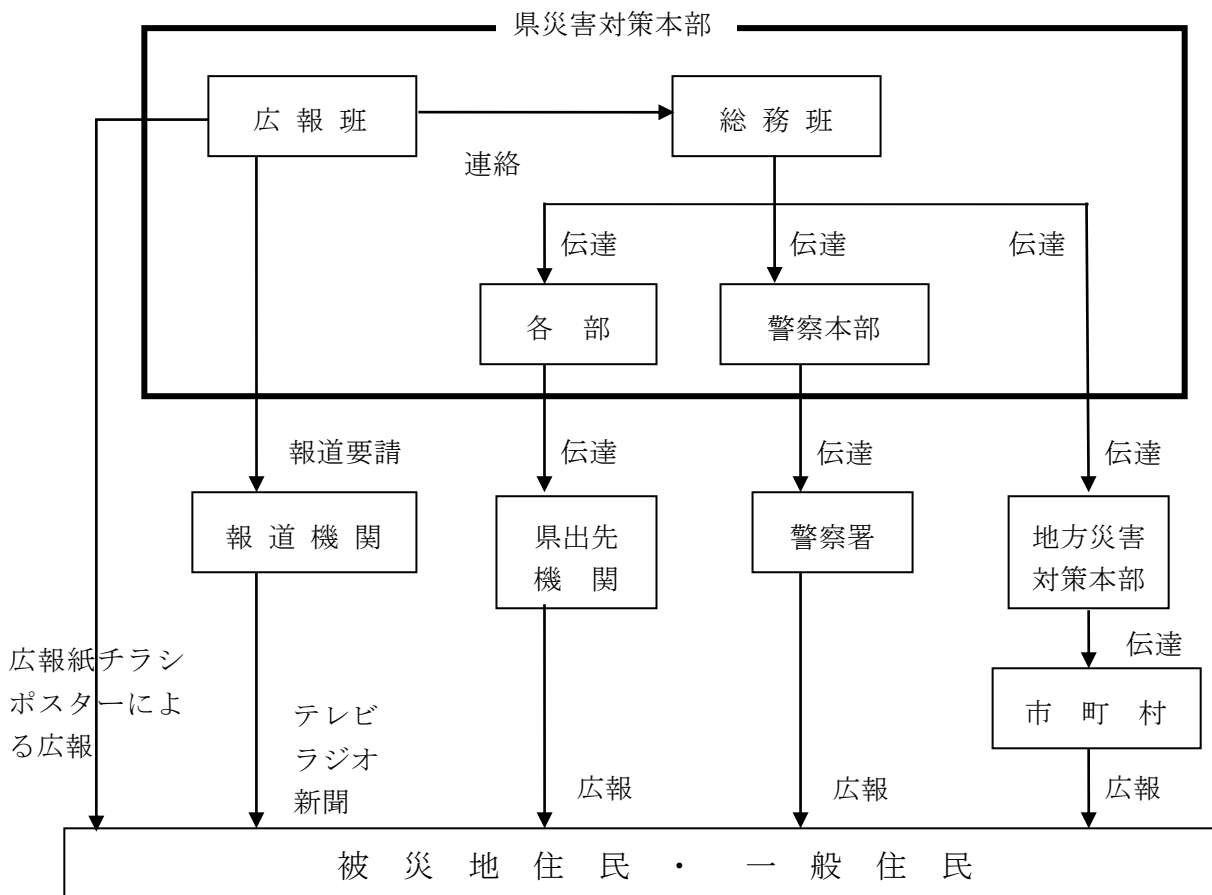 県災害対策本部
広 報 班
総 務 班
連絡
伝達
伝達
伝達
各 部
警察本部
報道要請
伝達
伝達
伝達
報 道 機 関
県出先
機 関
警察署
地方災害
対策本部
伝達
広報紙チラシ
ポスターによ
る広報
テレビ
ラジオ
新聞
市 町 村
広報
広報
広報
被 災 地 住 民 ・ 一 般 住 民